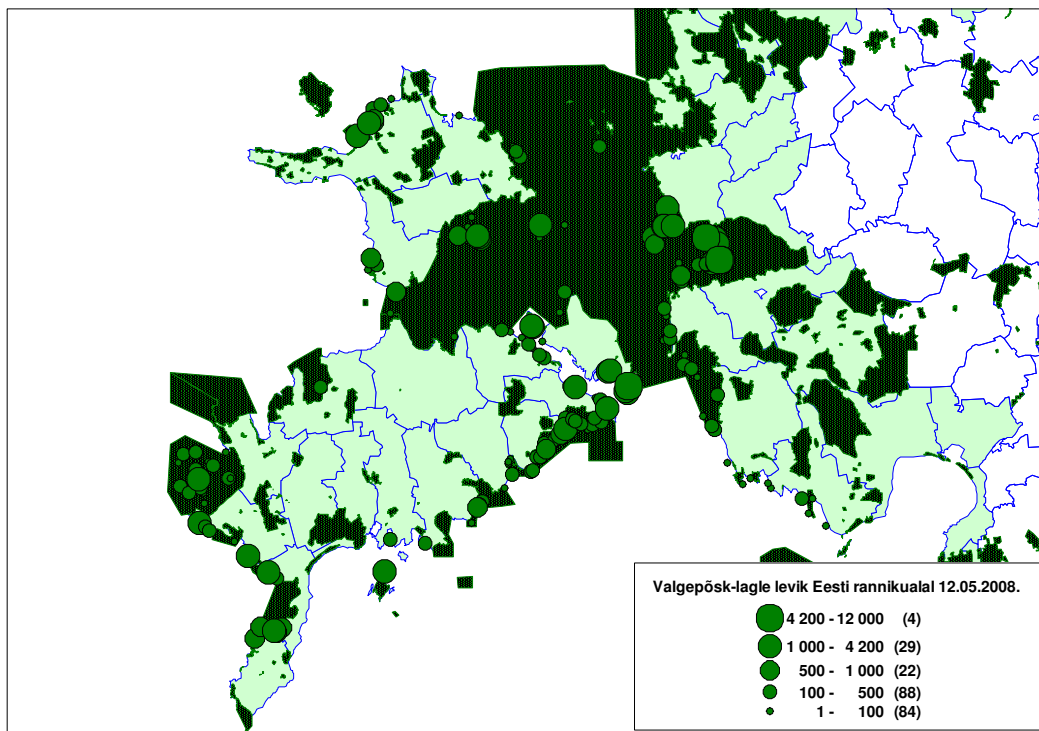 Valgepõsk-lagle levik Eesti rannikualal 12.05.2008.
4 200 - 12 000 (4)
1 000 - 4 200 (29)
500 - 1 000 (22)
100 - 500 (88)
1 - 100 (84)